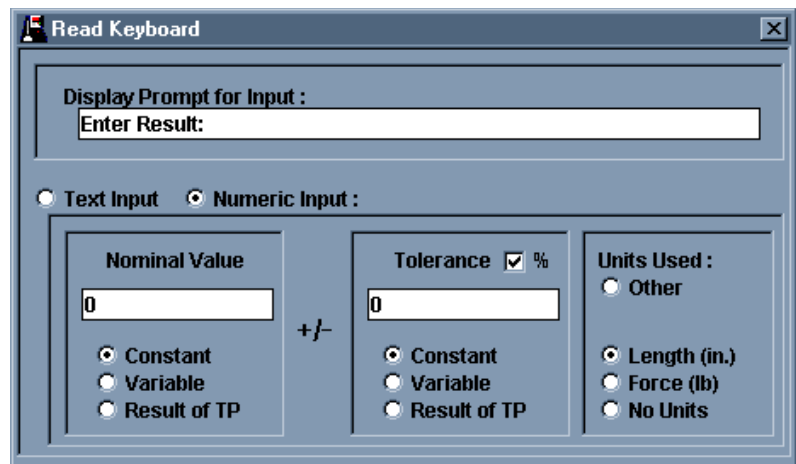 Read Keyboard
Display Prompt for Input :
Enter Result:
Text Input Numeric Input :
Nominal Value
0
Constant
Variable
Result of TP
+/-
Tolerance %
0
Constant
Variable
Result of TP
Units Used :
Other
Length (in.)
Force (lb)
No Units